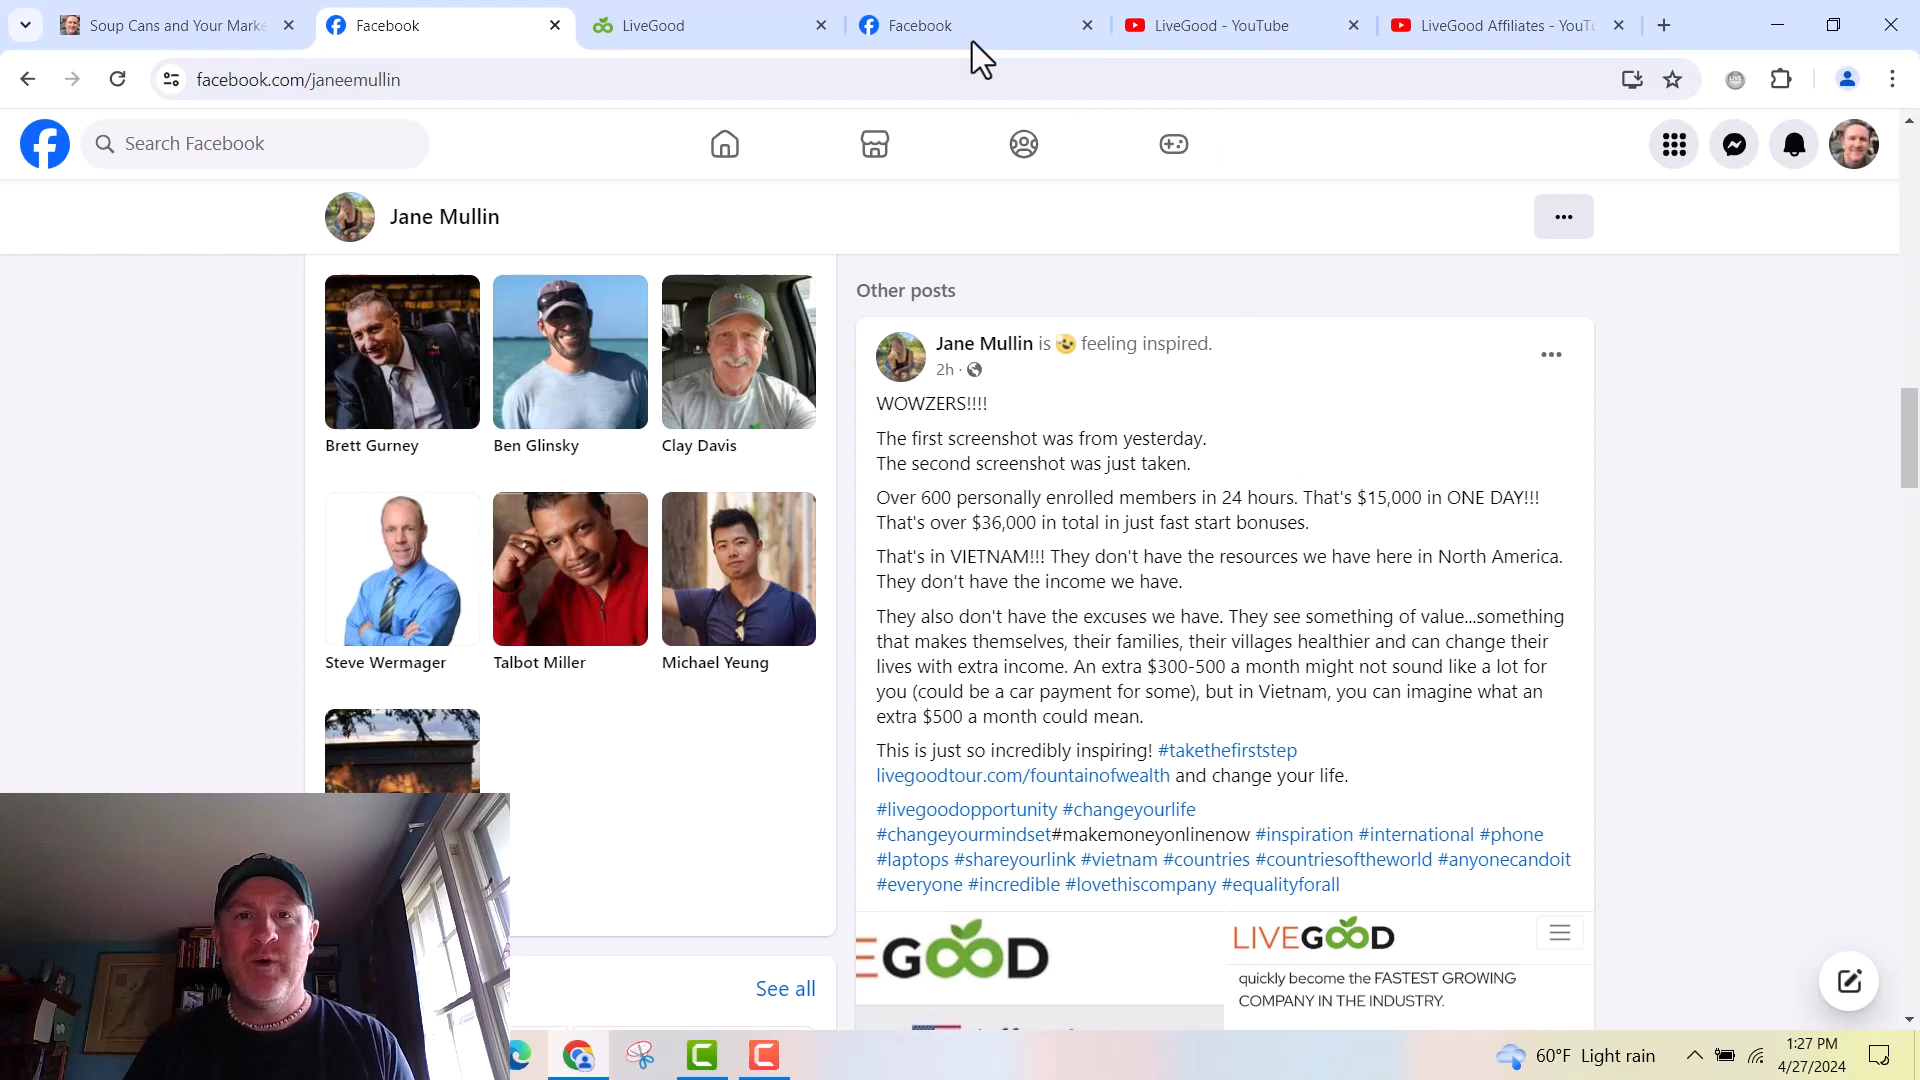 Soup Cans and Your Marke
Facebook
LiveGood
Facebook
LiveGood - YouTube
LiveGood Affiliates - YouTu
facebook.com/janeemullin
Search Facebook
Jane Mullin
Brett Gurney
Ben Glinsky
Clay Davis
Steve Wermager
Talbot Miller
Michael Yeung
See all
Other posts
Jane Mullin is feeling inspired.
2h ·
WOWZERS!!!!
The first screenshot was from yesterday.
The second screenshot was just taken.
Over 600 personally enrolled members in 24 hours. That's $15,000 in ONE DAY!!!
That's over $36,000 in total in just fast start bonuses.
That's in VIETNAM!!! They don't have the resources we have here in North America.
They don't have the income we have.
They also don't have the excuses we have. They see something of value...something
that makes themselves, their families, their villages healthier and can change their
lives with extra income. An extra $300-500 a month might not sound like a lot for
you (could be a car payment for some), but in Vietnam, you can imagine what an
extra $500 a month could mean.
This is just so incredibly inspiring! #takethefirststep
livegoodtour.com/fountainofwealth and change your life.
#livegoodopportunity #changeyourlife
#changeyourmindset#makemoneyonlinenow #inspiration #international #phone
#laptops #shareyourlink #vietnam #countries #countriesoftheworld #anyonecandoit
#everyone #incredible #lovethiscompany #equalityforall
EGOOD
LIVEGOOD
quickly become the FASTEST GROWING
COMPANY IN THE INDUSTRY.
60°F Light rain
1:27 PM
4/27/2024